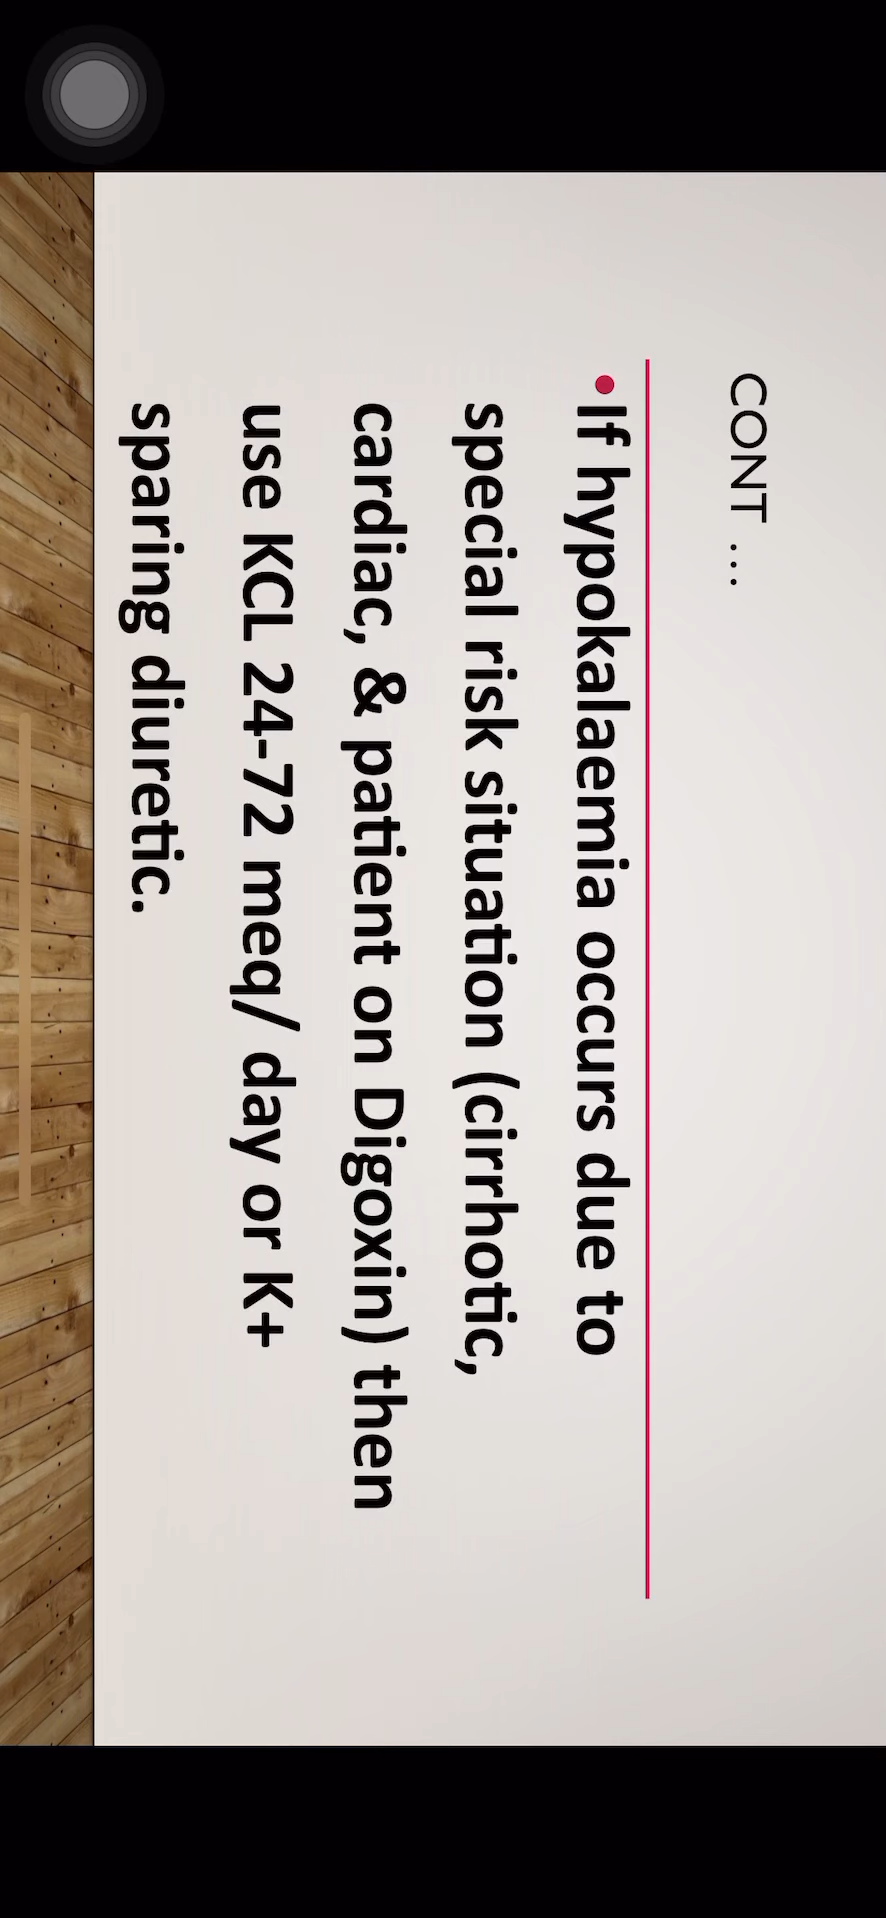 CONT ...
•If hypokalaemia occurs due to
special risk situation (cirrhotic,
cardiac, & patient on Digoxin) then
use KCL 24-72 meq/ day or K+
sparing diuretic.